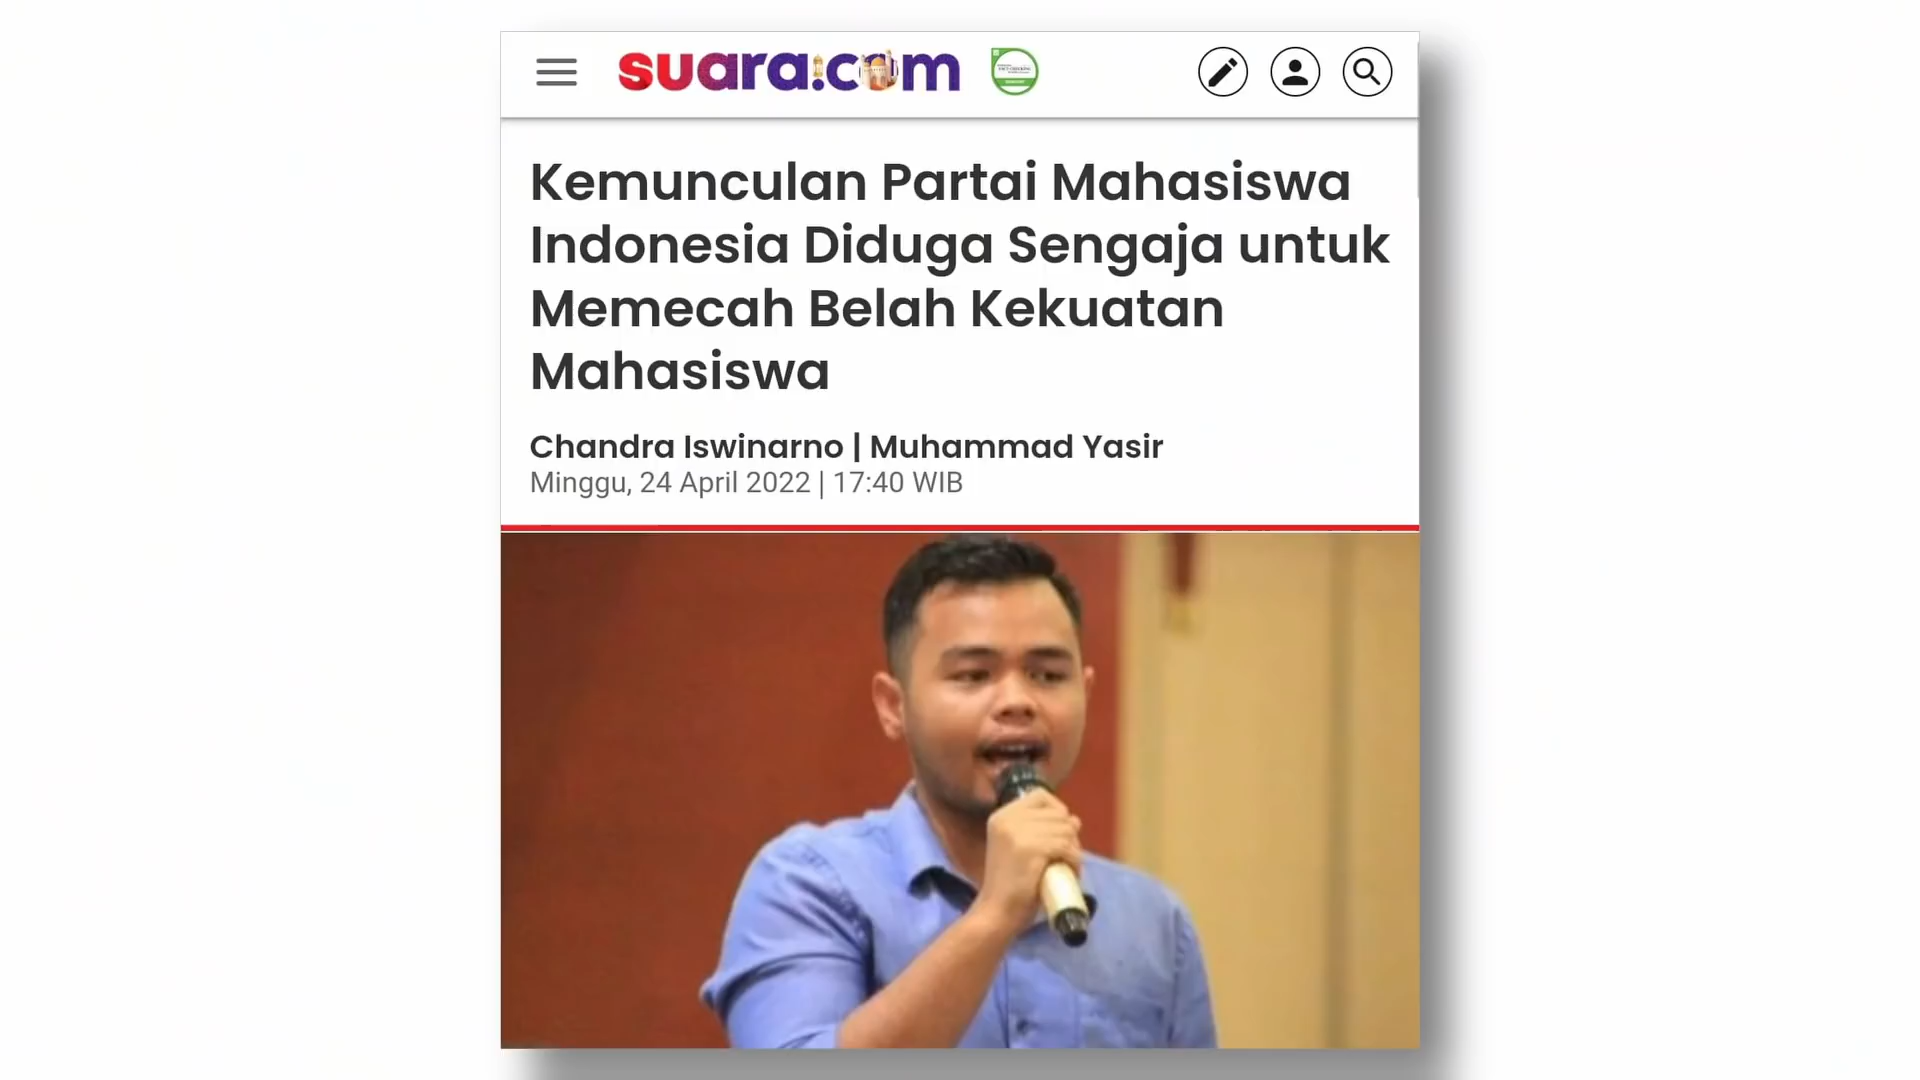 suara.com
Kemunculan Partai Mahasiswa
Indonesia Diduga Sengaja untuk
Memecah Belah Kekuatan
Mahasiswa
Chandra Iswinarno | Muhammad Yasir
Minggu, 24 April 2022 | 17:40 WIB